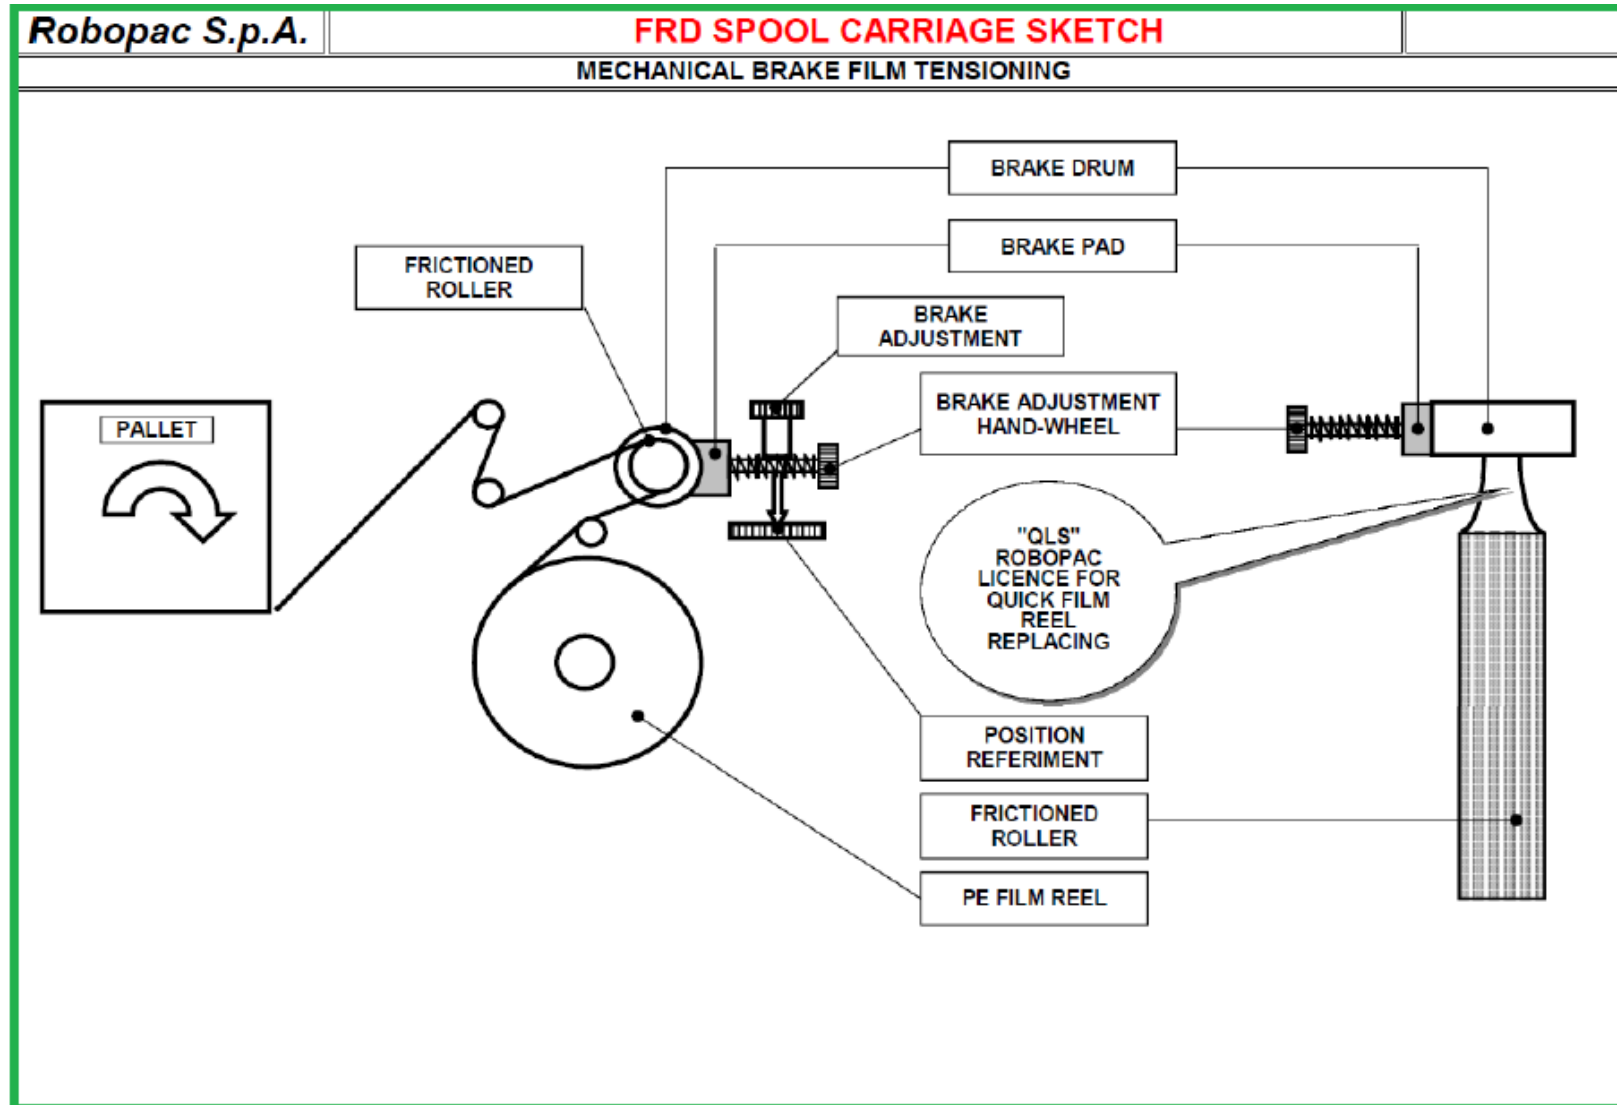 Robopac S.p.A.
FRD SPOOL CARRIAGE SKETCH
MECHANICAL BRAKE FILM TENSIONING
BRAKE DRUM
BRAKE PAD
FRICTIONED
ROLLER
BRAKE
ADJUSTMENT
BRAKE ADJUSTMENT
HAND-WHEEL
PALLET
"QLS"
ROBOPAC
LICENCE FOR
QUICK FILM
REEL
REPLACING
POSITION
REFERIMENT
FRICTIONED
ROLLER
PE FILM REEL